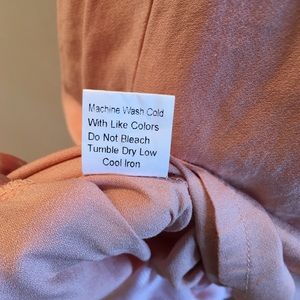 Machine Wash Cold
With Like Colors
Do Not Bleach
Tumble Dry Low
Cool Iron